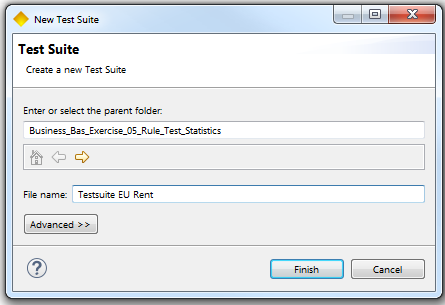 New Test Suite
Test Suite
Create a new Test Suite
Enter or select the parent folder:
Business_Bas_Exercise_05_Rule_Test_Statistics
File name: Testsuite EU Rent
Advanced >>
? Finish Cancel